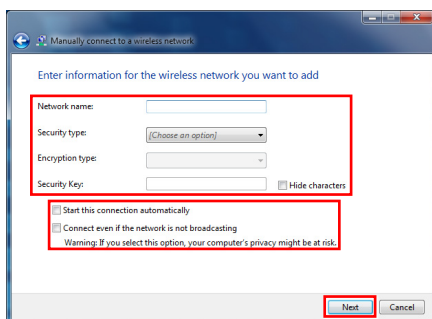 Manually connect to a wireless network
Enter information for the wireless network you want to add
Network name:
Security type: [Choose an option]
Encryption type:
Security Key: Hide characters
Start this connection automatically
Connect even if the network is not broadcasting
Warning: If you select this option, your computer's privacy might be at risk.
Next Cancel